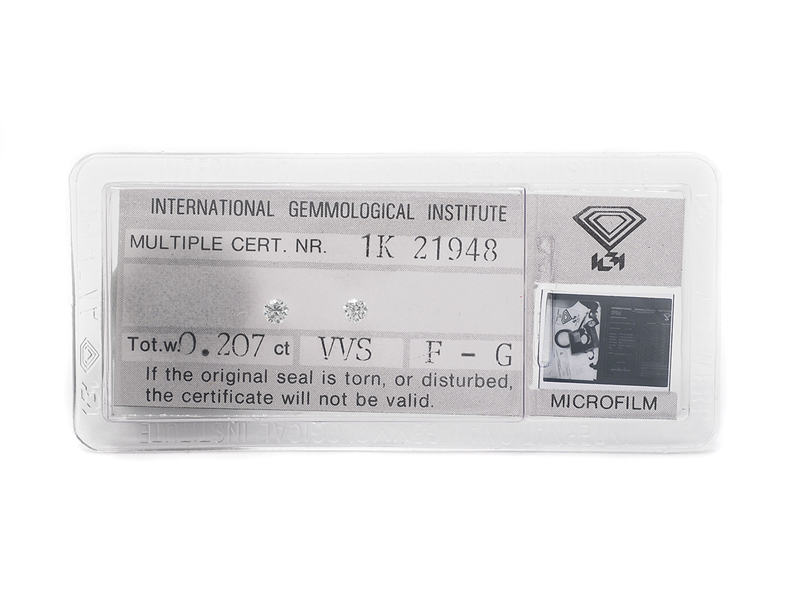 INTERNATIONAL GEMMOLOGICAL INSTITUTE
MULTIPLE CERT. NR. 1K 21948
Tot.w. 0.207 ct VVS F - G
If the original seal is torn, or disturbed,
the certificate will not be valid.
MICROFILM